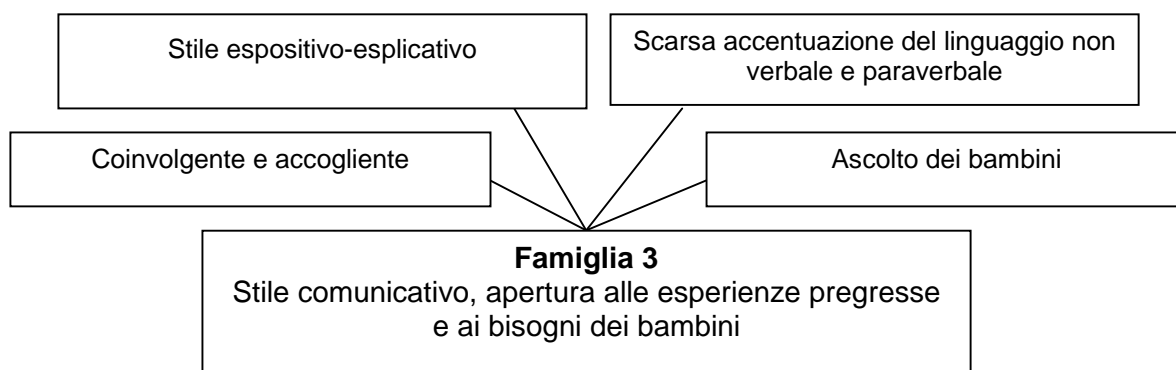 Stile espositivo-esplicativo
Scarsa accentuazione del linguaggio non
verbale e paraverbale
Coinvolgente e accogliente
Ascolto dei bambini
Famiglia 3
Stile comunicativo, apertura alle esperienze pregresse
e ai bisogni dei bambini